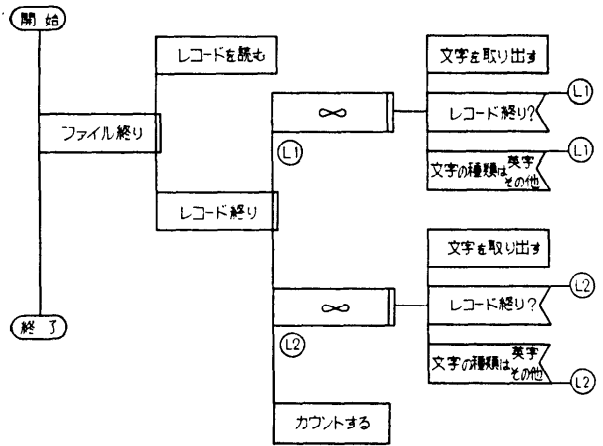 開始
ファイル終り
終了
レコードを読む
レコード終り
∞
L1
文字を取り出す
レコード終り?
L1
文字の種類は 英字
その他
L1
∞
L2
文字を取り出す
レコード終り?
L2
文字の種類は 英字
その他
L2
カウントする